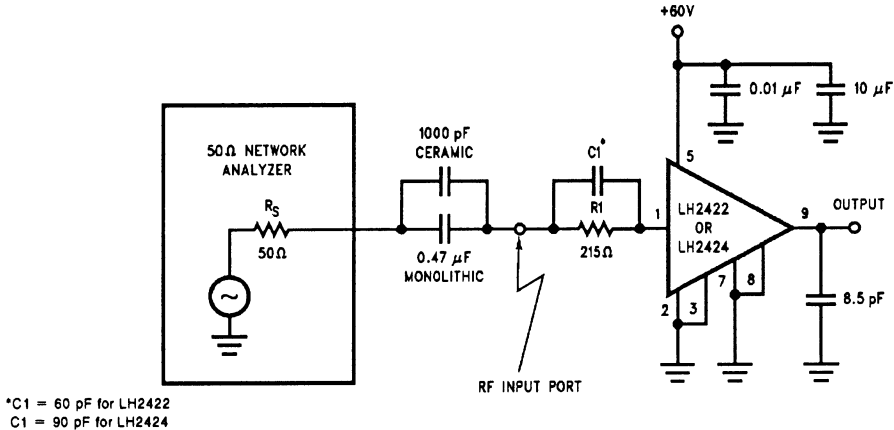 +60V
0.01 μF
10 μF
50Ω NETWORK
ANALYZER
1000 pF
CERAMIC
C1*
5
RS
50Ω
0.47 μF
MONOLITHIC
R1
215Ω
1
LH2422
OR
LH2424
9
OUTPUT
2
3
7
8
8.5 pF
RF INPUT PORT
*C1 = 60 pF for LH2422
C1 = 90 pF for LH2424